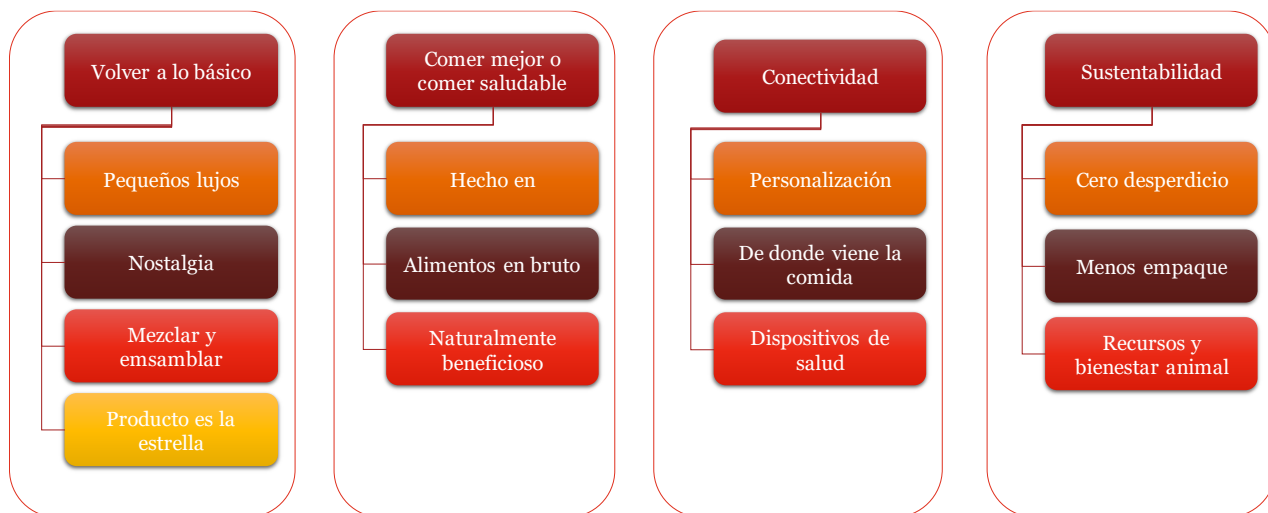 Volver a lo básico
Pequeños lujos
Nostalgia
Mezclar y
emsamblar
Producto es la
estrella
Comer mejor o
comer saludable
Hecho en
Alimentos en bruto
Naturalmente
beneficioso
Conectividad
Personalización
De donde viene la
comida
Dispositivos de
salud
Sustentabilidad
Cero desperdicio
Menos empaque
Recursos y
bienestar animal